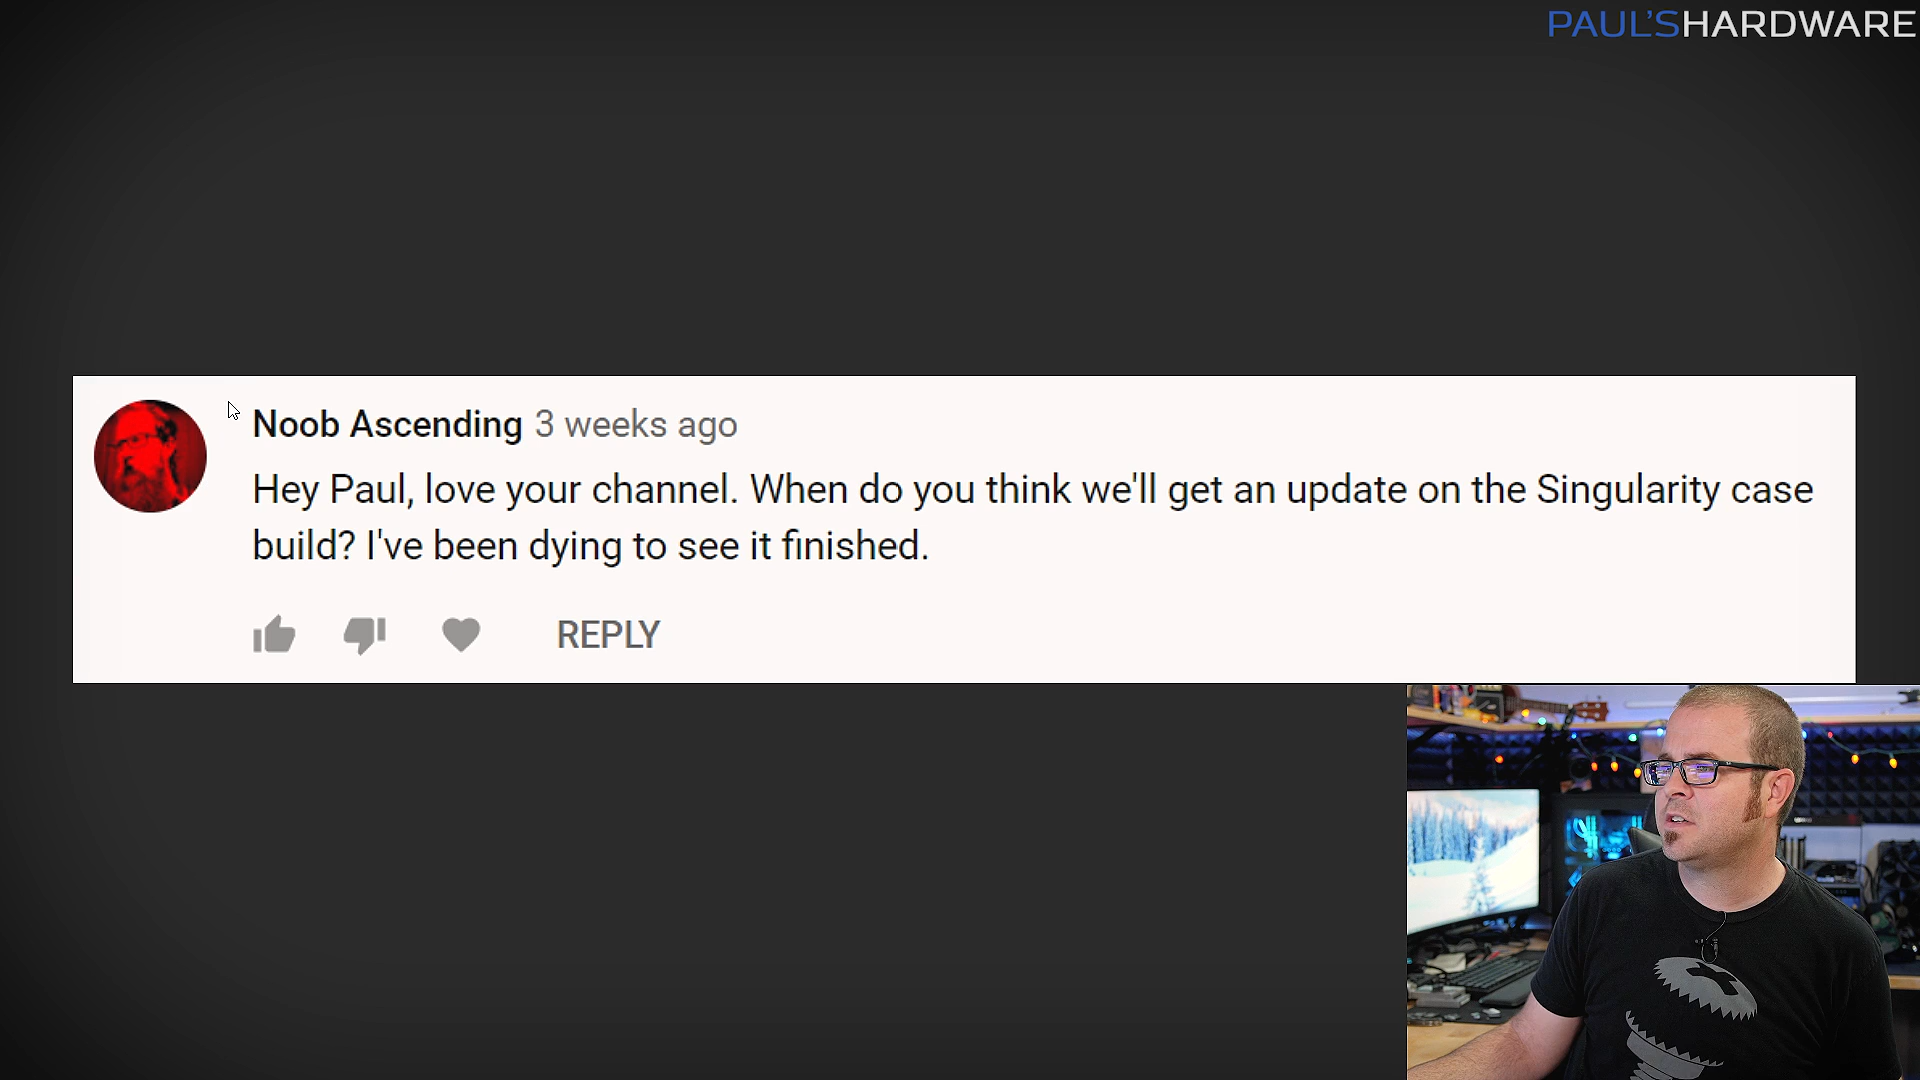 PAUL'SHARDWARE
Noob Ascending 3 weeks ago
Hey Paul, love your channel. When do you think we'll get an update on the Singularity case
build? I've been dying to see it finished.
REPLY